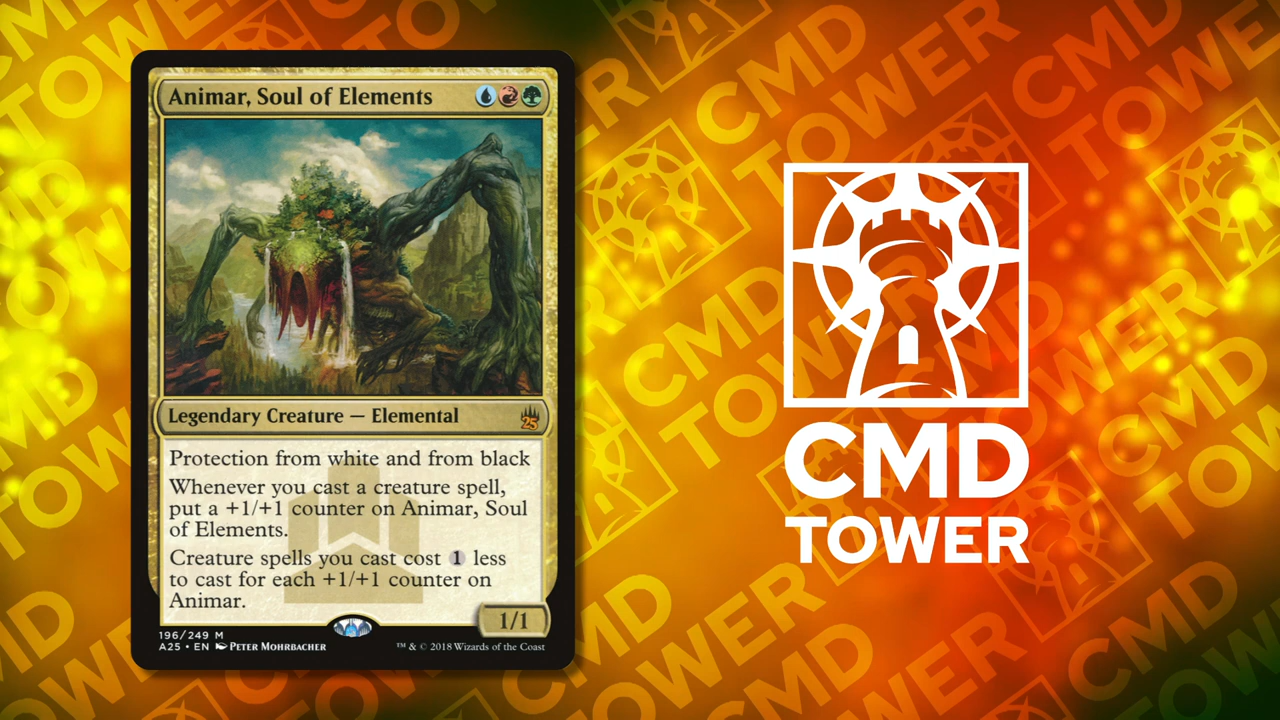 Animar, Soul of Elements
Legendary Creature — Elemental
25
Protection from white and from black
Whenever you cast a creature spell,
put a +1/+1 counter on Animar, Soul
of Elements.
Creature spells you cast cost 1 less
to cast for each +1/+1 counter on
Animar.
1/1
196/249 M
A25 • EN Peter Mohrbacher
™ & © 2018 Wizards of the Coast
CMD
TOWER